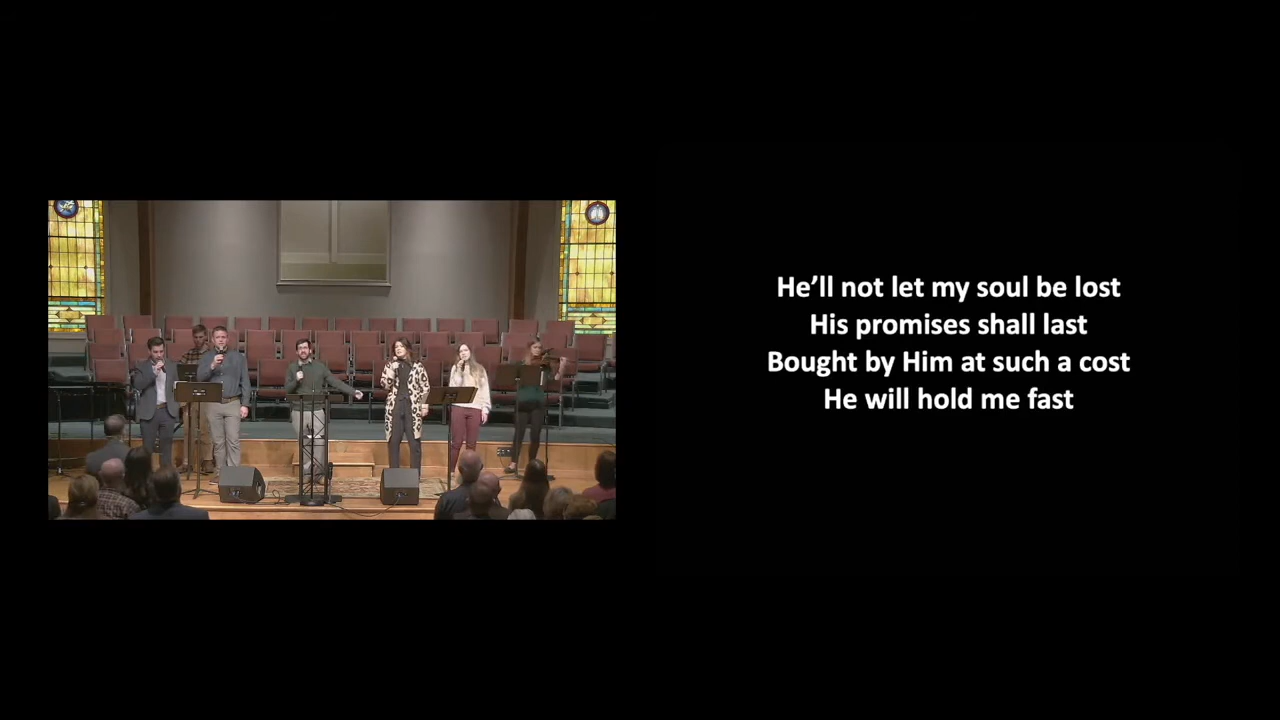 He’ll not let my soul be lost
His promises shall last
Bought by Him at such a cost
He will hold me fast